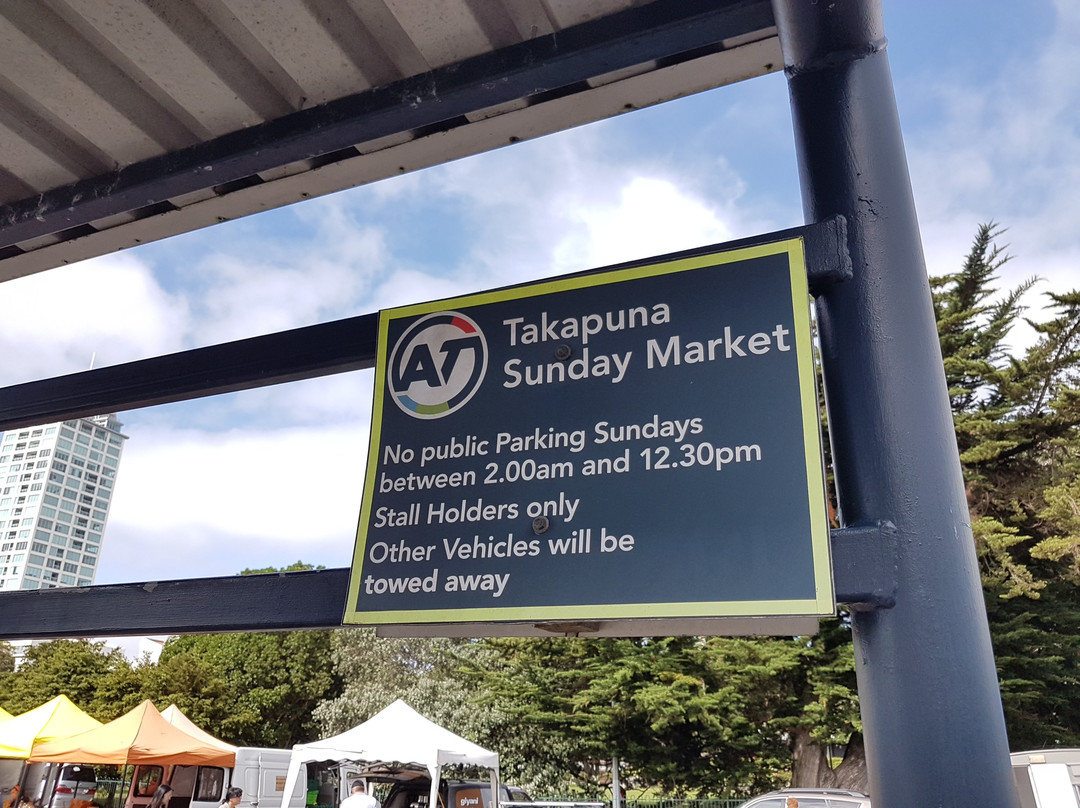 AT
Takapuna
Sunday Market
No public Parking Sundays
between 2.00am and 12.30pm
Stall Holders only
Other Vehicles will be
towed away
giyani